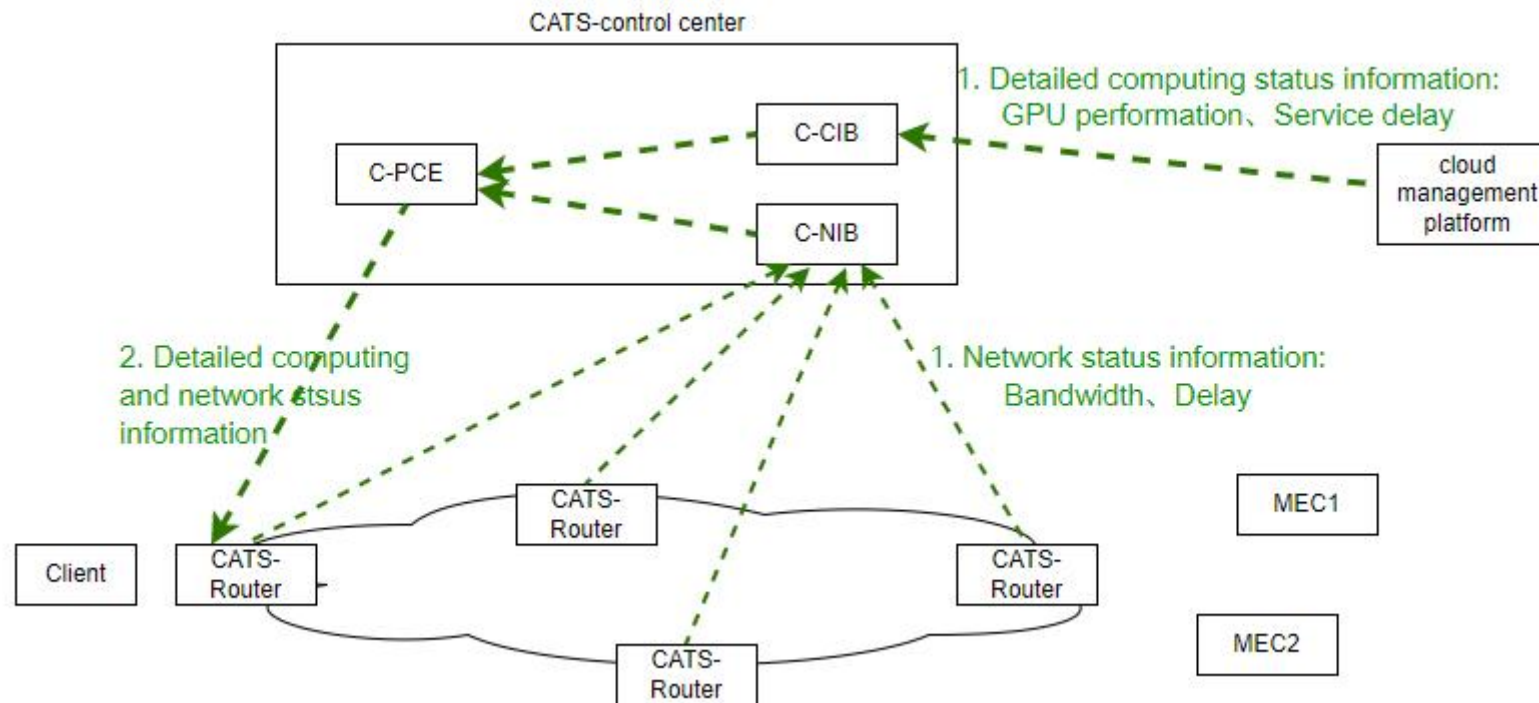 CATS-control center
1. Detailed computing status information:
GPU performation、Service delay
C-CIB
C-PCE
cloud
management
platform
C-NIB
2. Detailed computing
and network stsus
information
1. Network status information:
Bandwidth、Delay
CATS-
Router
MEC1
Client
CATS-
Router
CATS-
Router
MEC2
CATS-
Router